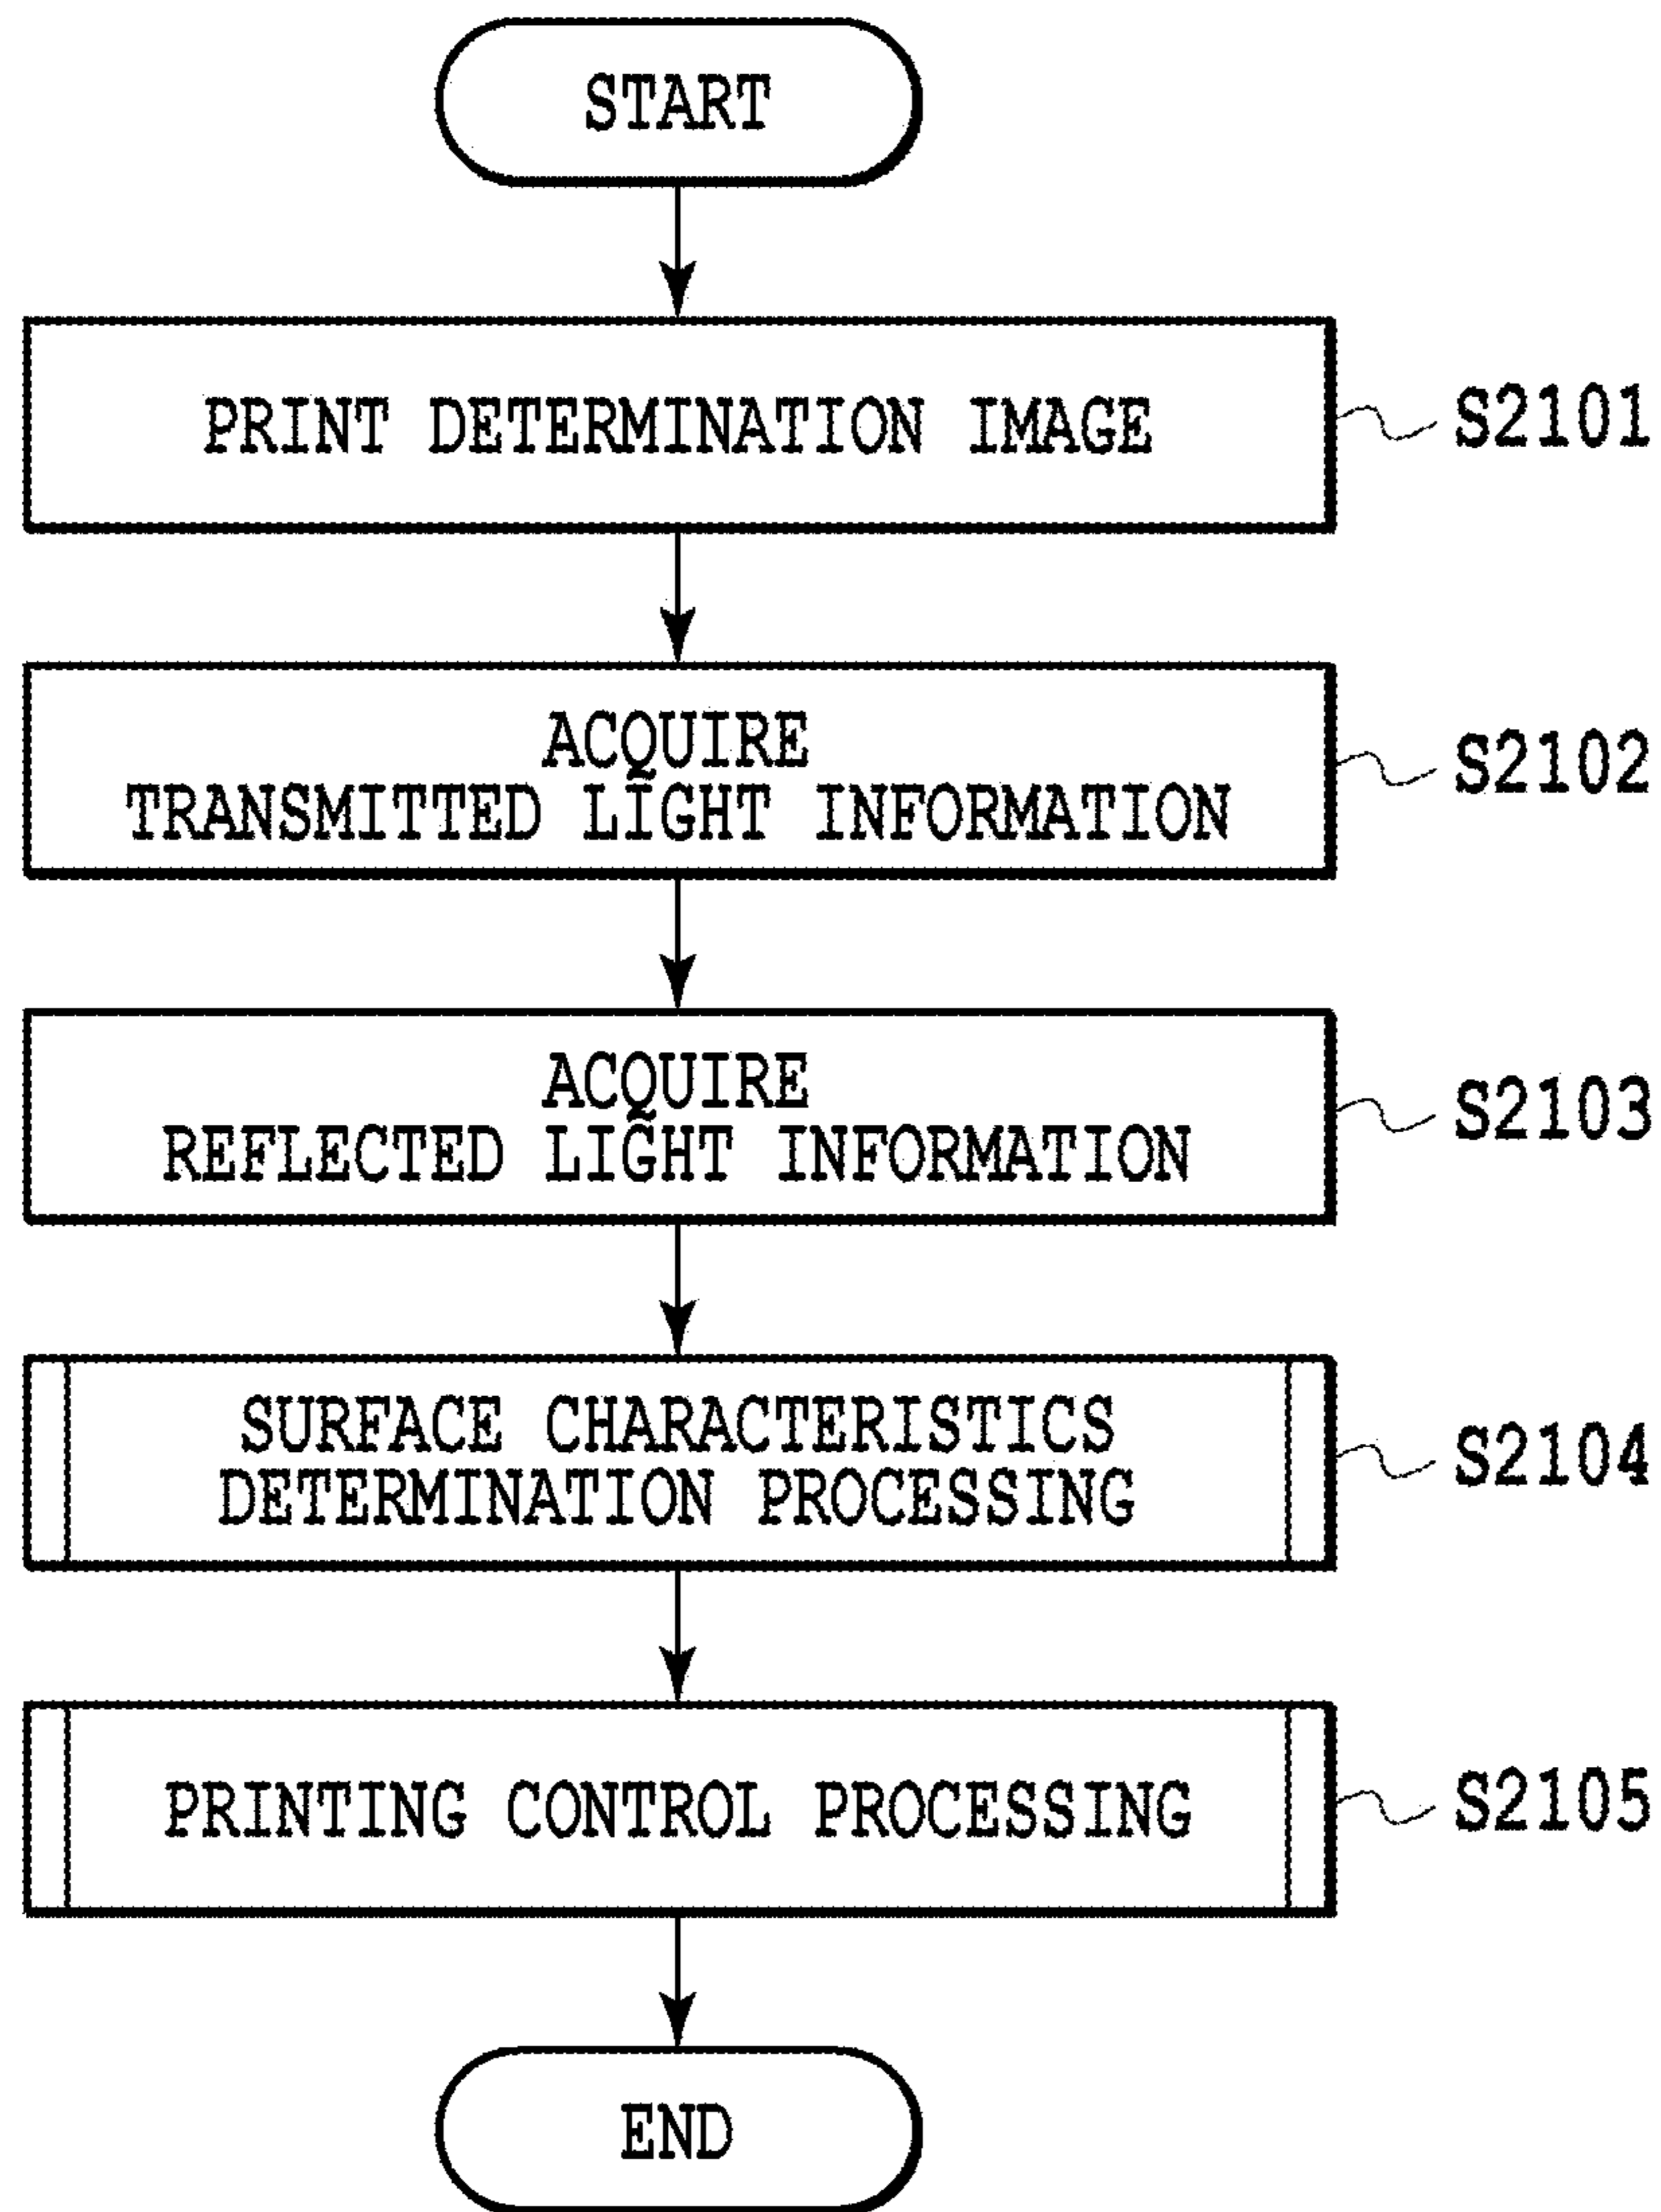 START
PRINT DETERMINATION IMAGE
S2101
ACQUIRE
TRANSMITTED LIGHT INFORMATION
S2102
ACQUIRE
REFLECTED LIGHT INFORMATION
S2103
SURFACE CHARACTERISTICS
DETERMINATION PROCESSING
S2104
PRINTING CONTROL PROCESSING
S2105
END